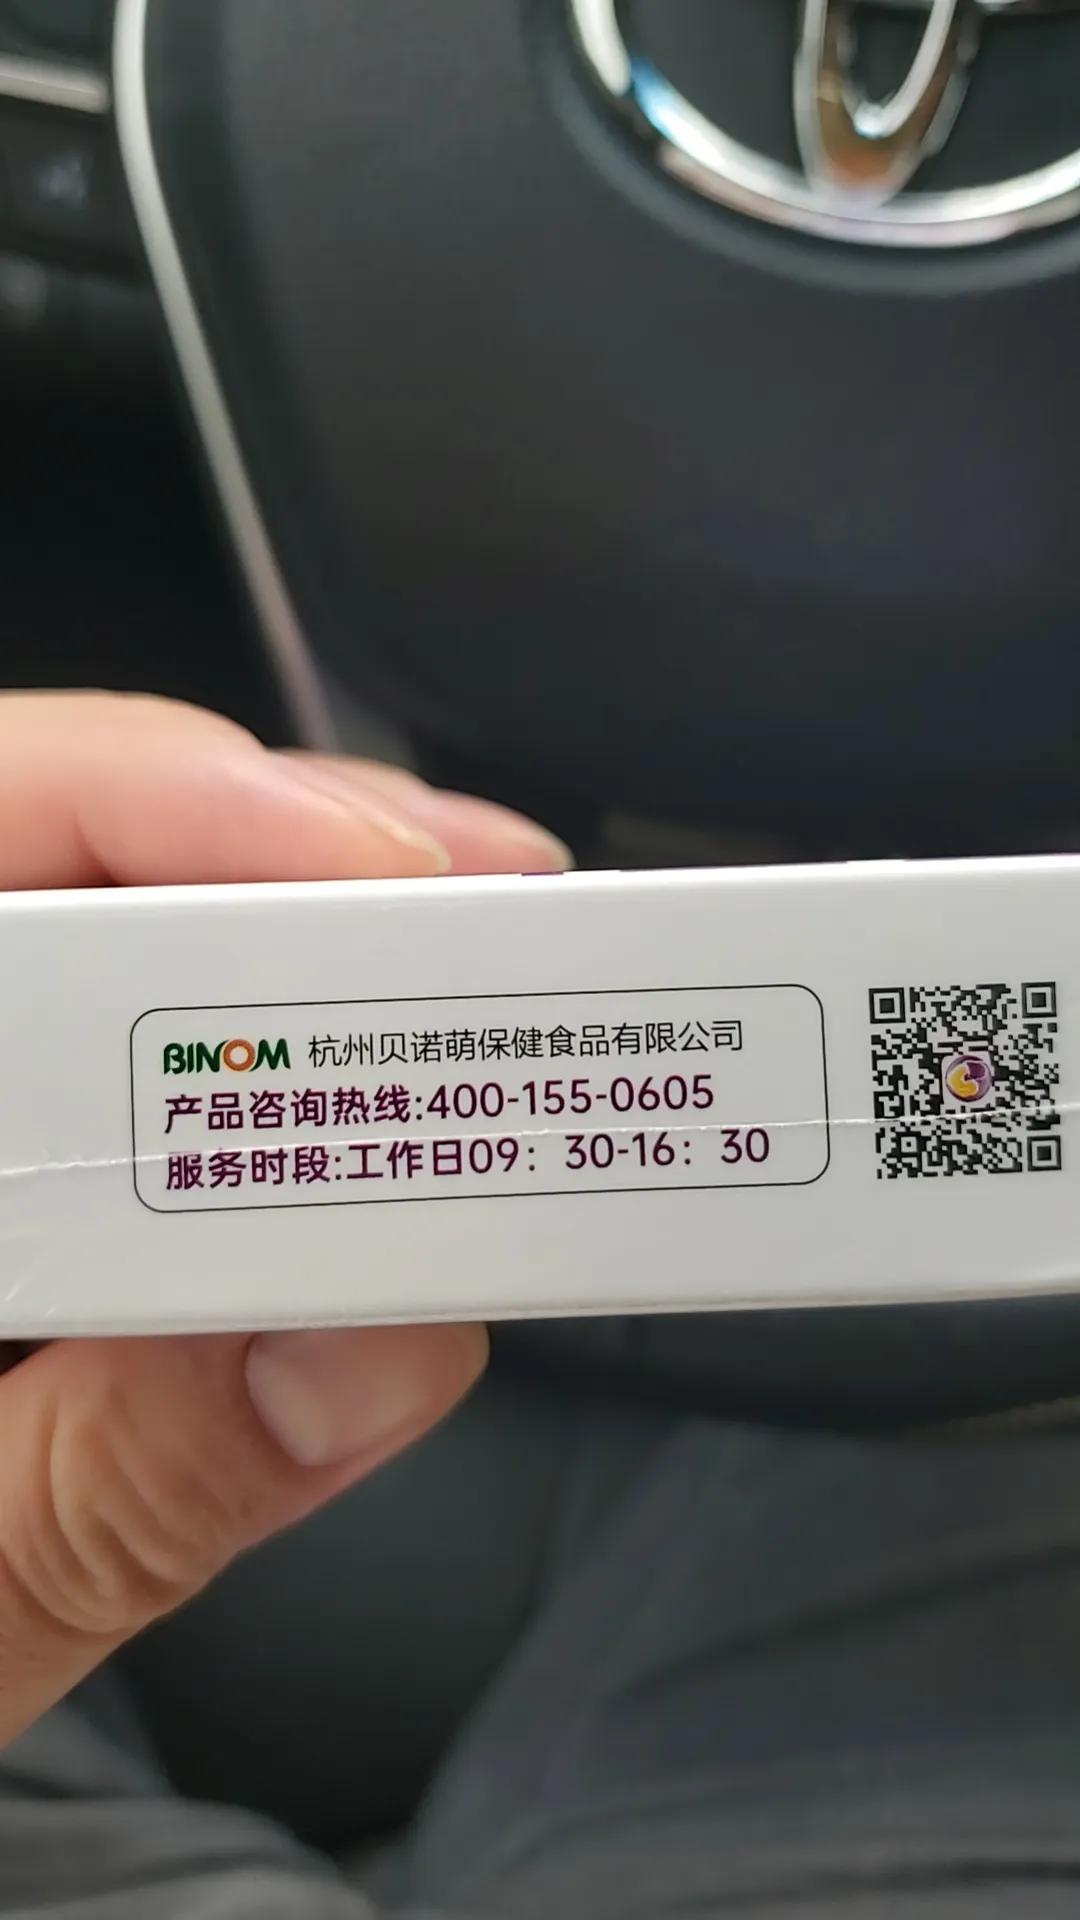 BINOM 杭州贝诺萌保健食品有限公司
产品咨询热线:400-155-0605
服务时段:工作日09：30-16：30